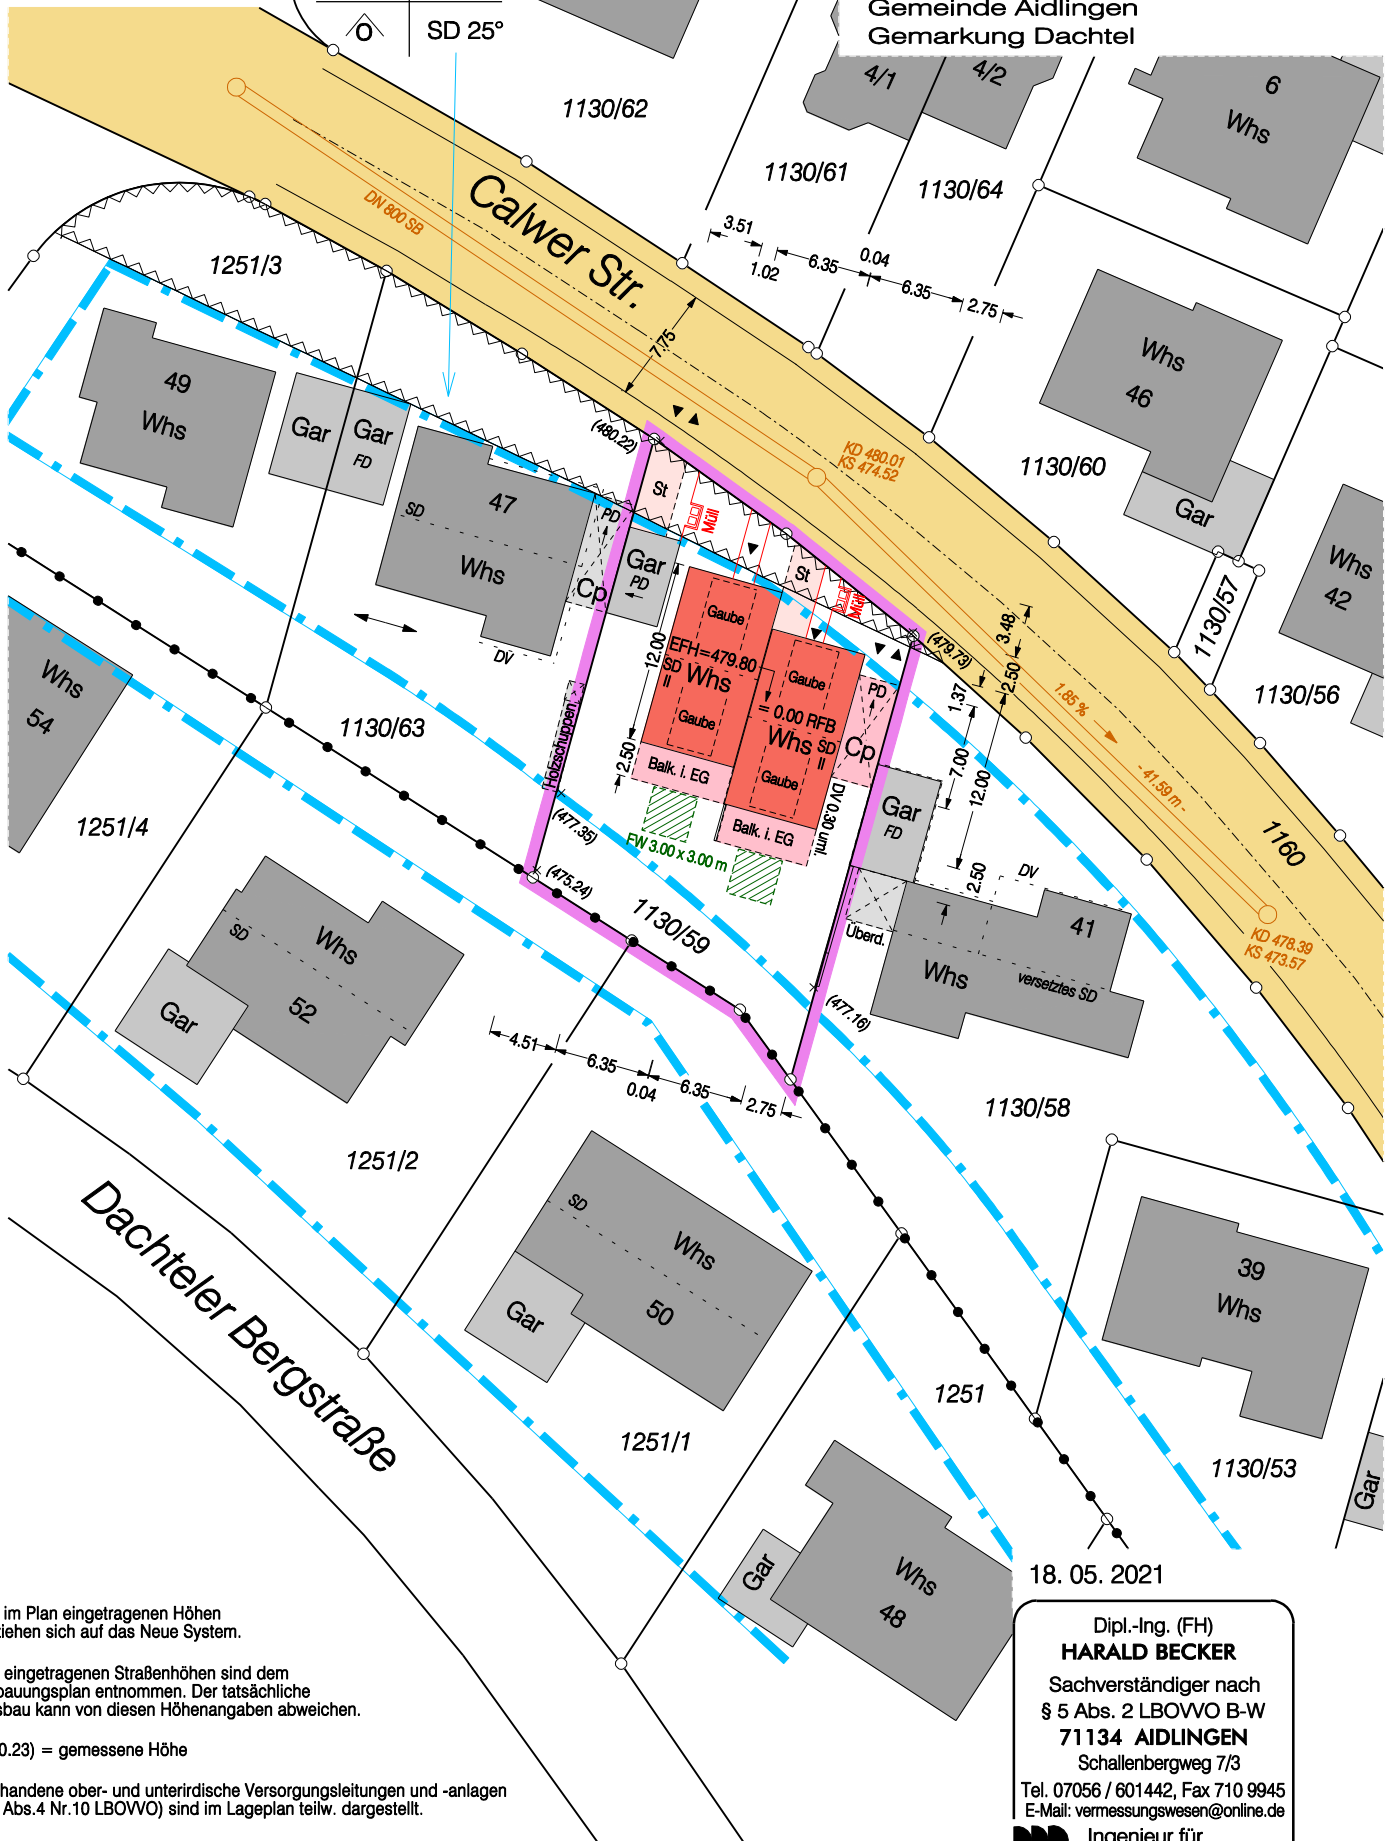 Gemeinde Aidlingen
Gemarkung Dachtel
O
SD 25°
4/1
4/2
6
Whs
1130/62
1130/61
1130/64
Calwer Str.
DN 800 SB
3.51
1.02
6.35
0.04
6.35
2.75
7.75
1251/3
49
Whs
Gar
Gar
FD
47
SD
Whs
DV
(480.22)
St
Müll
PD
Cp
Gar
PD
St
Müll
KD 480.01
KS 474.52
Whs
46
1130/60
Gar
Whs
42
1130/57
1130/56
(479.73)
3.48
2.50
1.37
7.00
12.00
2.50
1.85 %
- 41.59 m -
1160
12.00
2.50
Gaube
EFH=479.80
SD
II
Whs
Gaube
Gaube
= 0.00 RFB
Whs
SD
II
Gaube
Balk. i. EG
Balk. i. EG
PD
Cp
DV 0.30 uml.
FW 3.00 x 3.00 m
Holzschuppen
(477.35)
(475.24)
1130/59
Whs
54
1130/63
1251/4
Gar
FD
DV
41
Whs
versetztes SD
Überd.
(477.16)
KD 478.39
KS 473.57
SD
Whs
52
Gar
4.51
6.35
0.04
6.35
2.75
1130/58
1251/2
SD
Whs
50
Gar
39
Whs
Dachteler Bergstraße
1251
1251/1
1130/53
Gar
Gar
Whs
48
18. 05. 2021
im Plan eingetragenen Höhen
iehen sich auf das Neue System.
eingetragenen Straßenhöhen sind dem
bauungsplan entnommen. Der tatsächliche
sbau kann von diesen Höhenangaben abweichen.
0.23) = gemessene Höhe
handene ober- und unterirdische Versorgungsleitungen und -anlagen
Abs.4 Nr.10 LBOVVO) sind im Lageplan teilw. dargestellt.
Dipl.-Ing. (FH)
HARALD BECKER
Sachverständiger nach
§ 5 Abs. 2 LBOVVO B-W
71134 AIDLINGEN
Schallenbergweg 7/3
Tel. 07056 / 601442, Fax 710 9945
E-Mail: vermessungswesen@online.de
Ingenieur für